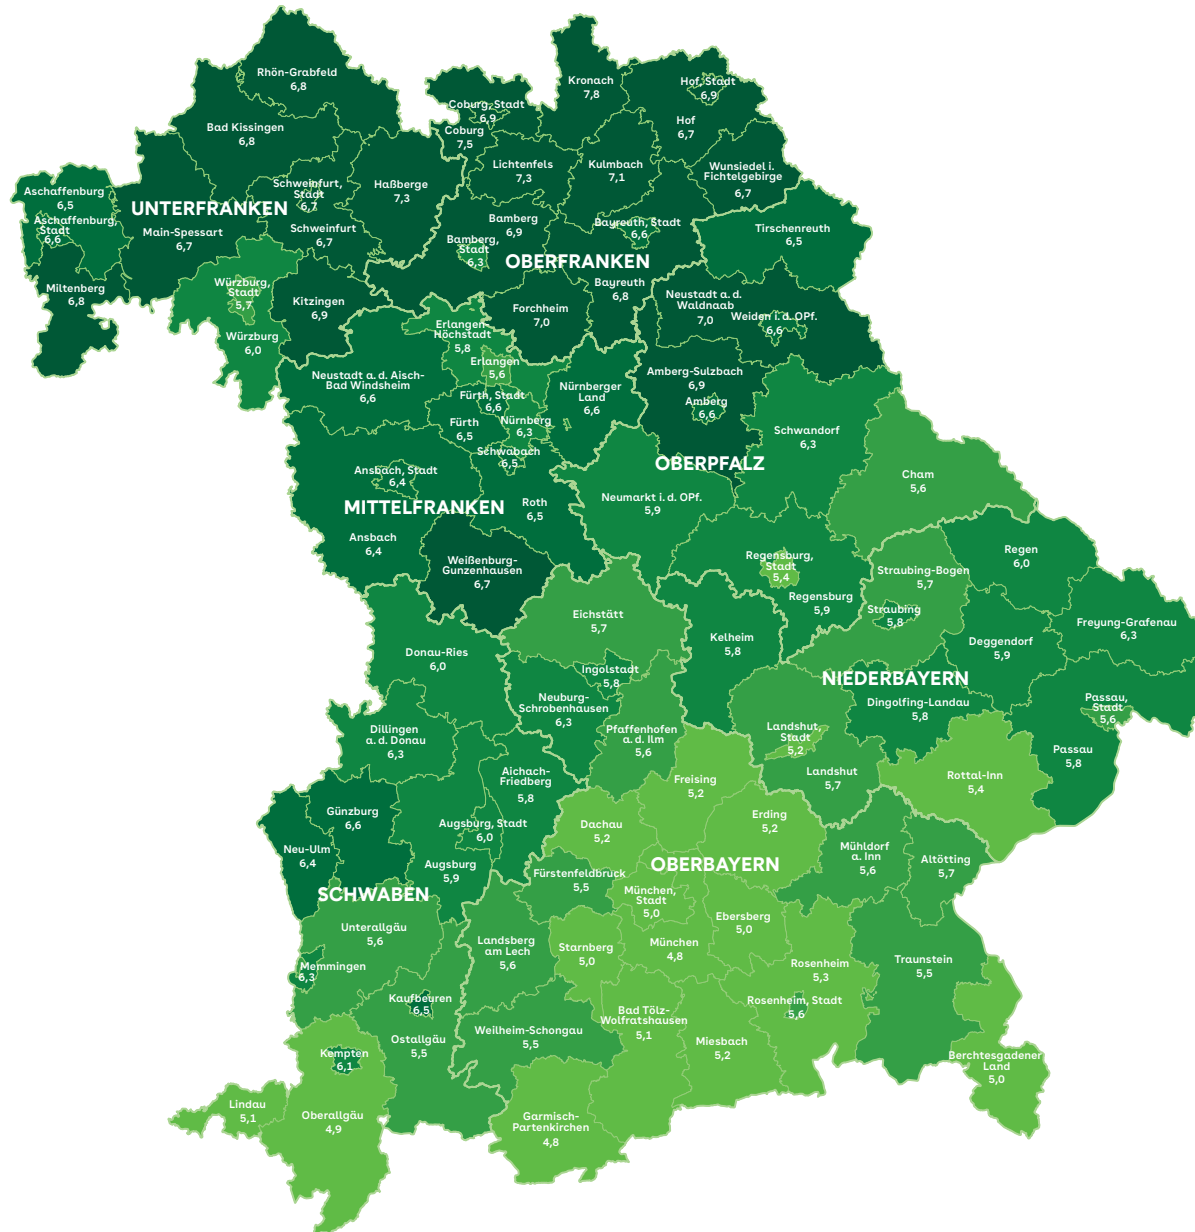 Rhön-Grabfeld
6,8
Kronach
7,8
Hof, Stadt
6,9
Coburg, Stadt
6,9
Hof
6,7
Bad Kissingen
6,8
Coburg
7,5
Lichtenfels
7,3
Kulmbach
7,1
Wunsiedel i.
Fichtelgebirge
6,7
Aschaffenburg
6,5
Schweinfurt,
Stadt
6,7
Haßberge
7,3
UNTERFRANKEN
Aschaffenburg,
Stadt
6,6
Main-Spessart
6,7
Schweinfurt
6,7
Bamberg
6,9
Bayreuth, Stadt
6,6
Tirschenreuth
6,5
Bamberg,
Stadt
6,3
OBERFRANKEN
Miltenberg
6,8
Würzburg,
Stadt
5,7
Kitzingen
6,9
Forchheim
7,0
Bayreuth
6,8
Neustadt a. d.
Waldnaab
7,0
Weiden i. d. OPf.
6,6
Würzburg
6,0
Erlangen-
Höchstadt
5,8
Erlangen
5,6
Neustadt a. d. Aisch-
Bad Windsheim
6,6
Fürth, Stadt
6,6
Nürnberger
Land
6,6
Amberg-Sulzbach
6,9
Amberg
6,6
Fürth
6,5
Nürnberg
6,3
Schwandorf
6,3
Schwabach
6,5
OBERPFALZ
Ansbach, Stadt
6,4
Cham
5,6
MITTELFRANKEN
Roth
6,5
Neumarkt i. d. OPf.
5,9
Ansbach
6,4
Weißenburg-
Gunzenhausen
6,7
Regensburg,
Stadt
5,4
Regen
6,0
Straubing-Bogen
5,7
Regensburg
5,9
Straubing
5,8
Eichstätt
5,7
Kelheim
5,8
Deggendorf
5,9
Freyung-Grafenau
6,3
Donau-Ries
6,0
Ingolstadt
5,8
NIEDERBAYERN
Neuburg-
Schrobenhausen
6,3
Dingolfing-Landau
5,8
Passau,
Stadt
5,6
Dillingen
a. d. Donau
6,3
Pfaffenhofen
a. d. Ilm
5,6
Landshut,
Stadt
5,2
Passau
5,8
Aichach-
Friedberg
5,8
Freising
5,2
Landshut
5,7
Rottal-Inn
5,4
Günzburg
6,6
Augsburg, Stadt
6,0
Dachau
5,2
Erding
5,2
Neu-Ulm
6,4
Augsburg
5,9
OBERBAYERN
Mühldorf
a. Inn
5,6
Altötting
5,7
Fürstenfeldbruck
5,5
SCHWABEN
München,
Stadt
5,0
Ebersberg
5,0
Unterallgäu
5,6
Landsberg
am Lech
5,6
Starnberg
5,0
München
4,8
Memmingen
6,3
Rosenheim
5,3
Traunstein
5,5
Kaufbeuren
6,5
Rosenheim, Stadt
5,6
Bad Tölz-
Wolfratshausen
5,1
Ostallgäu
5,5
Weilheim-Schongau
5,5
Miesbach
5,2
Kempten
6,1
Berchtesgadener
Land
5,0
Lindau
5,1
Oberallgäu
4,9
Garmisch-
Partenkirchen
4,8